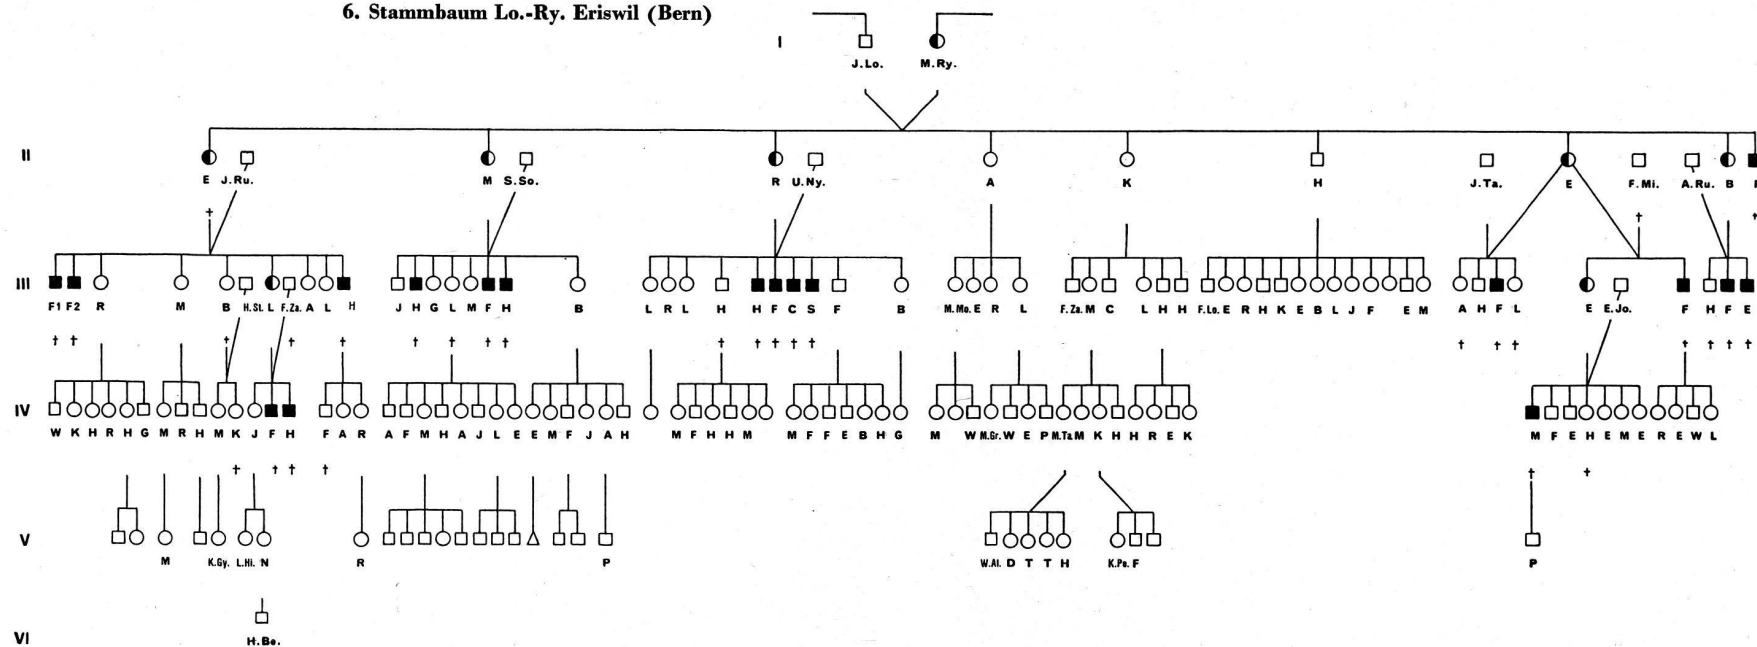 6. Stammbaum Lo.-Ry. Eriswil (Bern)
I
J.Lo. M.Ry.
II
E J.Ru. M S.So. R U.Ny. A K H J.Ta. E F.Mi. A.Ru. B
† † †
III
F1 F2 R M B H.St. L F.Za. A L H J H G L M F H B L R L H H F C S F B M.Mo. E R L F.Za. M C L H H F.Lo. E R H K E B L J F E M A H F L E E.Jo. F H F E
† † † † † † † † † † † † † † † † † † † † †
IV
W K H R H G M R H M K J F H F A R A F M H A J L E E M F J A H M F H H M M F F E B H G M W M.Gr. W E P M.Ta. M K H H R E K M F E H E M E R E W L
† † † † † †
V
M K.Gy. L.Hi. N R P W.Al. D T T H K.Pe. F P
H.Be.
VI